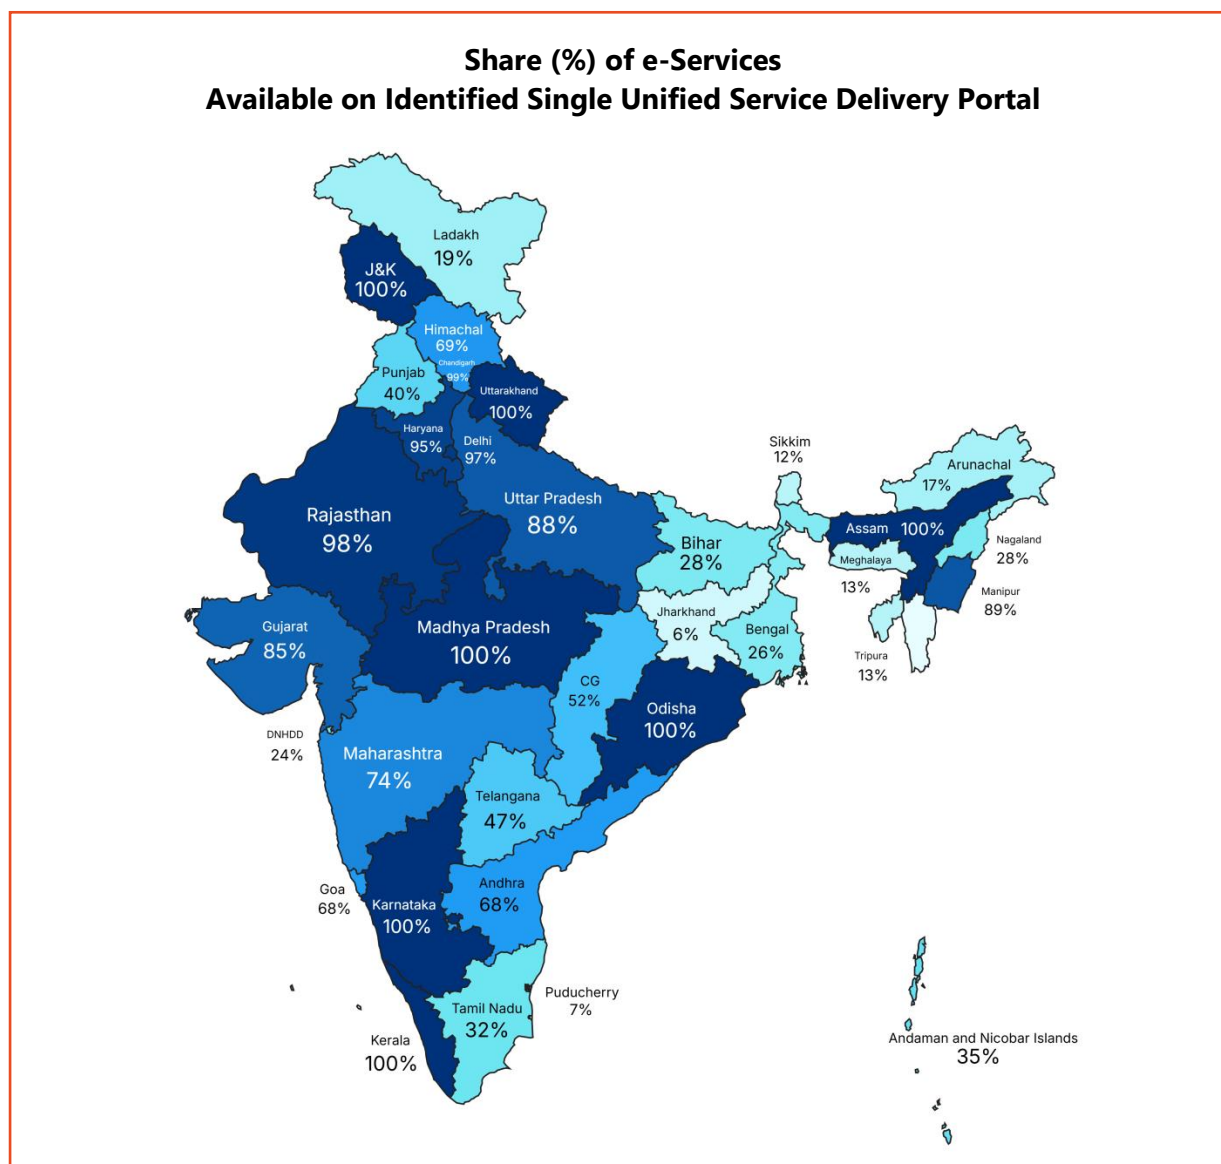 Share (%) of e-Services
Available on Identified Single Unified Service Delivery Portal
Ladakh
19%
J&K
100%
Himachal
69%
Chandigarh
99%
Punjab
40%
Uttarakhand
100%
Haryana
95%
Delhi
97%
Sikkim
12%
Arunachal
17%
Uttar Pradesh
88%
Rajasthan
98%
Assam 100%
Bihar
28%
Nagaland
28%
Meghalaya
13%
Manipur
89%
Jharkhand
6%
Gujarat
85%
Madhya Pradesh
100%
Bengal
26%
Tripura
13%
CG
52%
Odisha
100%
DNHDD
24%
Maharashtra
74%
Telangana
47%
Goa
68%
Andhra
68%
Karnataka
100%
Puducherry
7%
Tamil Nadu
32%
Kerala
100%
Andaman and Nicobar Islands
35%